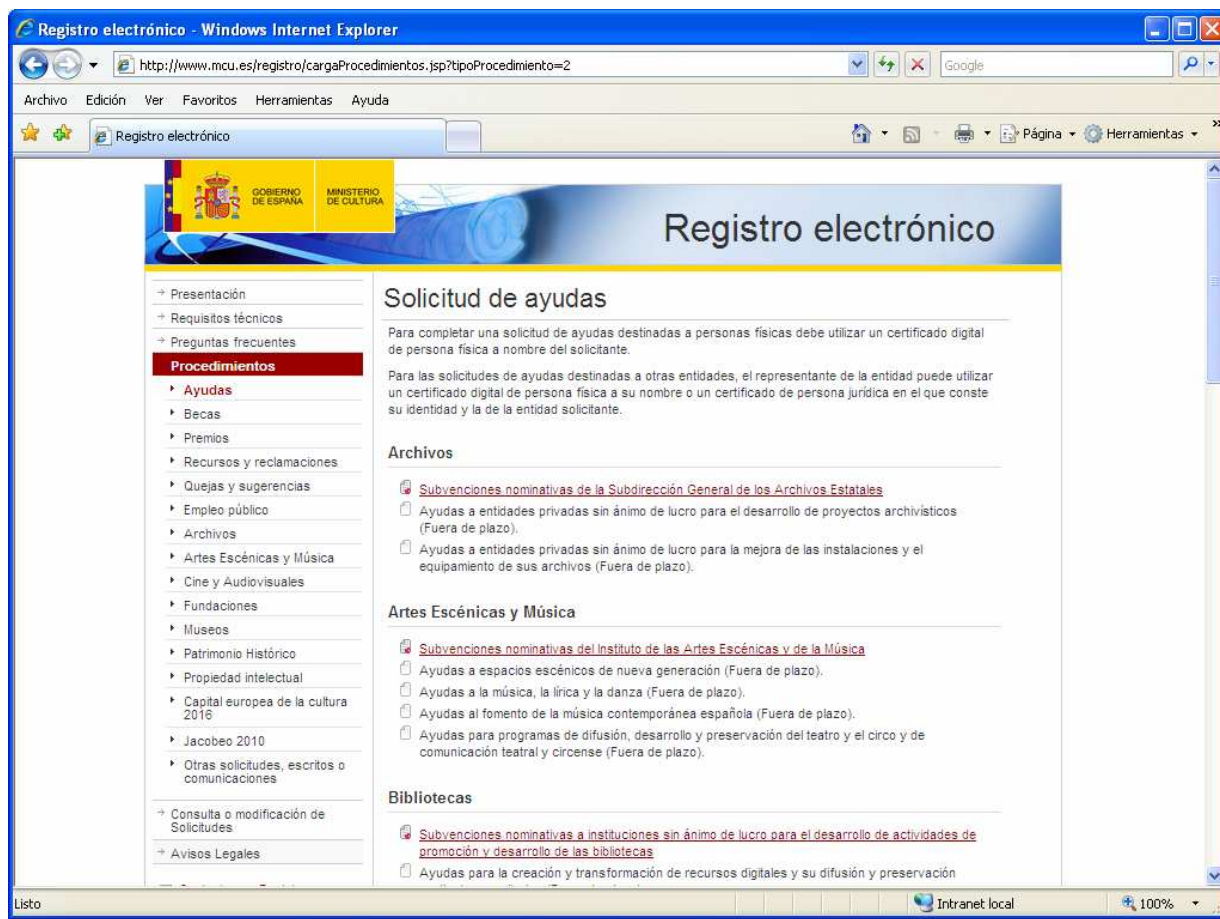 Registro electrónico - Windows Internet Explorer
http://www.mcu.es/registro/cargaProcedimientos.jsp?tipoProcedimiento=2
Google
Archivo Edición Ver Favoritos Herramientas Ayuda
Registro electrónico
Página Herramientas »
GOBIERNO DE ESPAÑA
MINISTERIO DE CULTURA
Registro electrónico
Presentación
Requisitos técnicos
Preguntas frecuentes
Procedimientos
Ayudas
Becas
Premios
Recursos y reclamaciones
Quejas y sugerencias
Empleo público
Archivos
Artes Escénicas y Música
Cine y Audiovisuales
Fundaciones
Museos
Patrimonio Histórico
Propiedad intelectual
Capital europea de la cultura
2016
Jacobeo 2010
Otras solicitudes, escritos o
comunicaciones
Consulta o modificación de
Solicitudes
Avisos Legales
Solicitud de ayudas
Para completar una solicitud de ayudas destinadas a personas físicas debe utilizar un certificado digital
de persona física a nombre del solicitante.
Para las solicitudes de ayudas destinadas a otras entidades, el representante de la entidad puede utilizar
un certificado digital de persona física a su nombre o un certificado de persona jurídica en el que conste
su identidad y la de la entidad solicitante.
Archivos
Subvenciones nominativas de la Subdirección General de los Archivos Estatales
Ayudas a entidades privadas sin ánimo de lucro para el desarrollo de proyectos archivísticos
(Fuera de plazo).
Ayudas a entidades privadas sin ánimo de lucro para la mejora de las instalaciones y el
equipamiento de sus archivos (Fuera de plazo).
Artes Escénicas y Música
Subvenciones nominativas del Instituto de las Artes Escénicas y de la Música
Ayudas a espacios escénicos de nueva generación (Fuera de plazo).
Ayudas a la música, la lírica y la danza (Fuera de plazo).
Ayudas al fomento de la música contemporánea española (Fuera de plazo).
Ayudas para programas de difusión, desarrollo y preservación del teatro y el circo y de
comunicación teatral y circense (Fuera de plazo).
Bibliotecas
Subvenciones nominativas a instituciones sin ánimo de lucro para el desarrollo de actividades de
promoción y desarrollo de las bibliotecas
Ayudas para la creación y transformación de recursos digitales y su difusión y preservación
Listo
Intranet local
100%